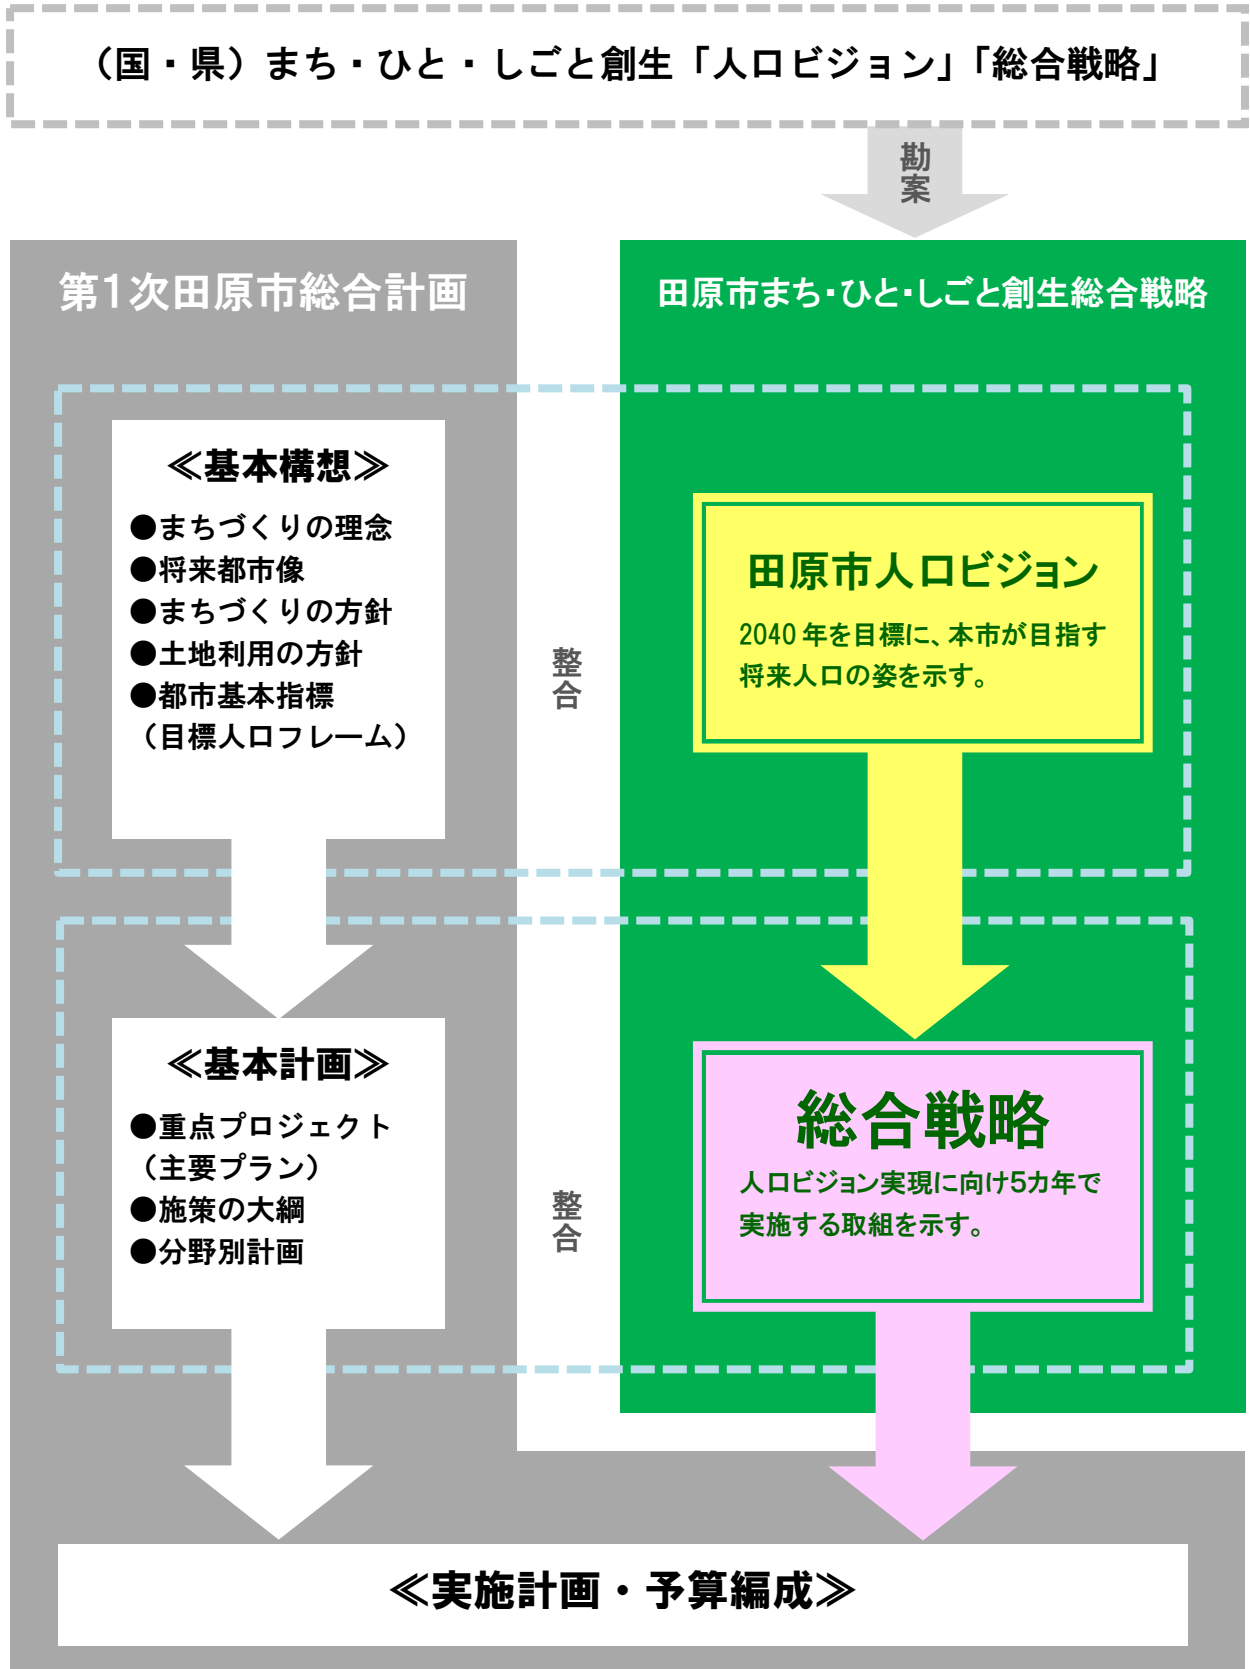 （国・県）まち・ひと・しごと創生「人口ビジョン」「総合戦略」
勘案
第1次田原市総合計画
田原市まち・ひと・しごと創生総合戦略
≪基本構想≫
●まちづくりの理念
●将来都市像
●まちづくりの方針
●土地利用の方針
●都市基本指標
（目標人口フレーム）
整合
田原市人口ビジョン
2040年を目標に、本市が目指す
将来人口の姿を示す。
≪基本計画≫
●重点プロジェクト
（主要プラン）
●施策の大綱
●分野別計画
整合
総合戦略
人口ビジョン実現に向け5カ年で
実施する取組を示す。
≪実施計画・予算編成≫